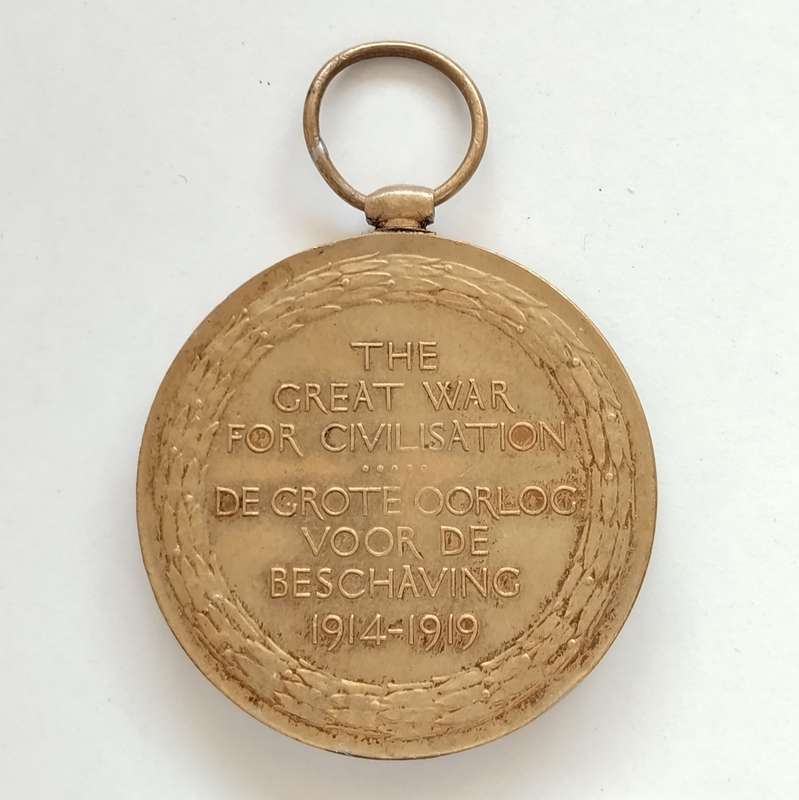 THE
GREAT WAR
FOR CIVILISATION
DE GROTE OORLOG
VOOR DE
BESCHAVING
1914-1919